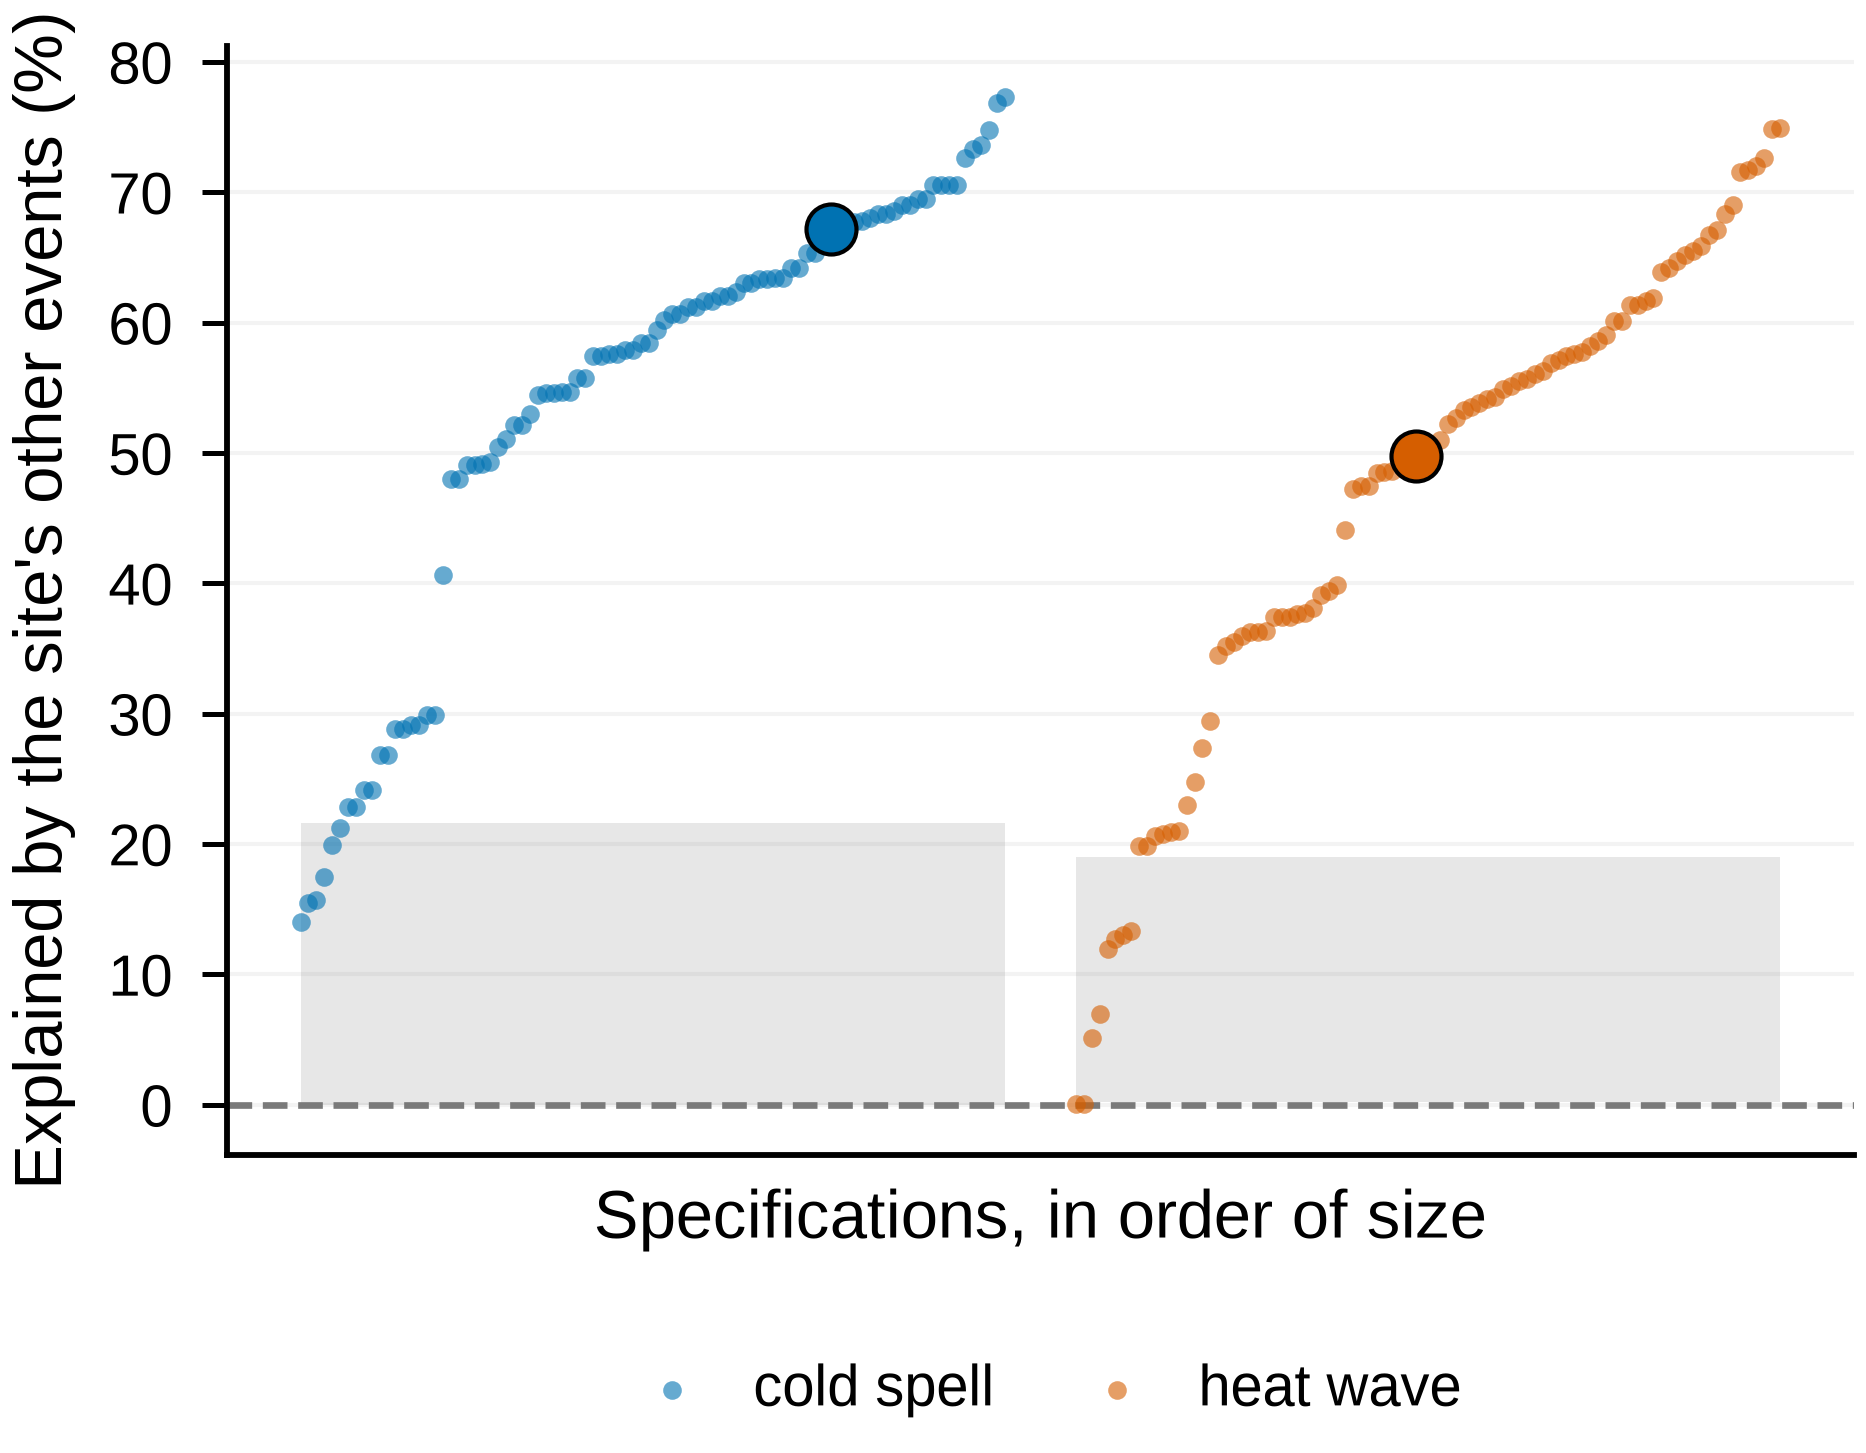 Explained by the site's other events (%)
80
70
60
50
40
30
20
10
0
Specifications, in order of size
cold spell
heat wave